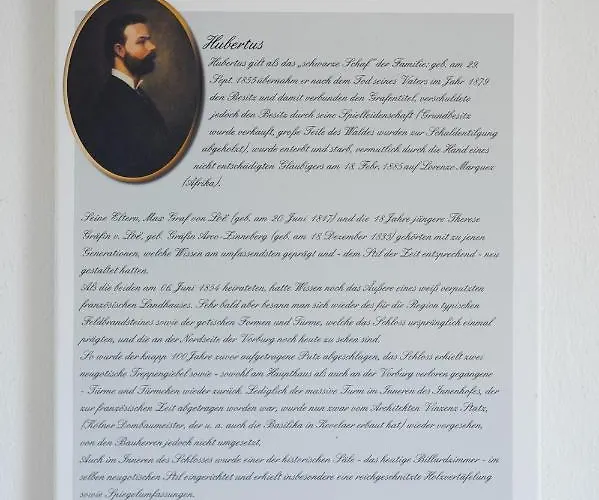 Hubertus
Hubertus gilt als das „schwarze Schaf" der Familie: geb. am 29.
Sept. 1855 übernahm er nach dem Tod seines Vaters im Jahr 1879
den Besitz und damit verbunden den Grafentitel, verschuldete
jedoch den Besitz durch seine Spielleidenschaft (Grundbesitz
wurde verkauft, große Teile des Waldes wurden zur Schuldentilgung
abgeholzt), wurde enterbt und starb, vermutlich durch die Hand eines
nicht entschädigten Gläubigers am 18. Febr. 1885 auf Lorenzo Marquez
(Afrika).
Seine Eltern, Max Graf von Loë (geb. am 20. Juni 1817) und die 18 Jahre jüngere Therese
Gräfin v. Loë, geb. Gräfin Arco-Zinneberg (geb. am 18. Dezember 1835) gehörten mit zu jenen
Generationen, welche Wissen am umfassendsten geprägt und - dem Stil der Zeit entsprechend - neu
gestaltet hatten.
Als die beiden am 06. Juni 1854 heirateten, hatte Wissen noch das Äußere eines weiß verputzten
französischen Landhauses. Sehr bald aber besann man sich wieder des für die Region typischen
Feldbrandsteines sowie der gotischen Formen und Türme, welche das Schloss ursprünglich einmal
prägten, und die an der Nordseite der Vorburg noch heute zu sehen sind.
So wurde der knapp 100 Jahre zuvor aufgetragene Putz abgeschlagen, das Schloss erhielt zwei
neugotische Treppengiebel sowie - sowohl am Haupthaus als auch an der Vorburg verloren gegangene
- Türme und Türmchen wieder zurück. Lediglich der massive Turm im Inneren des Innenhofes, der
zur französischen Zeit abgetragen worden war, wurde nun zwar vom Architekten Vinzenz Statz,
(Kölner Dombaumeister, der u. a. auch die Basilika in Kevelaer erbaut hat) wieder vorgesehen,
von den Bauherren jedoch nicht umgesetzt.
Auch im Inneren des Schlosses wurde einer der historischen Säle - das heutige Billardzimmer - im
selben neugotischen Stil eingerichtet und erhielt insbesondere eine reichgeschnitzte Holzvertäfelung
sowie Spiegelumfassungen.